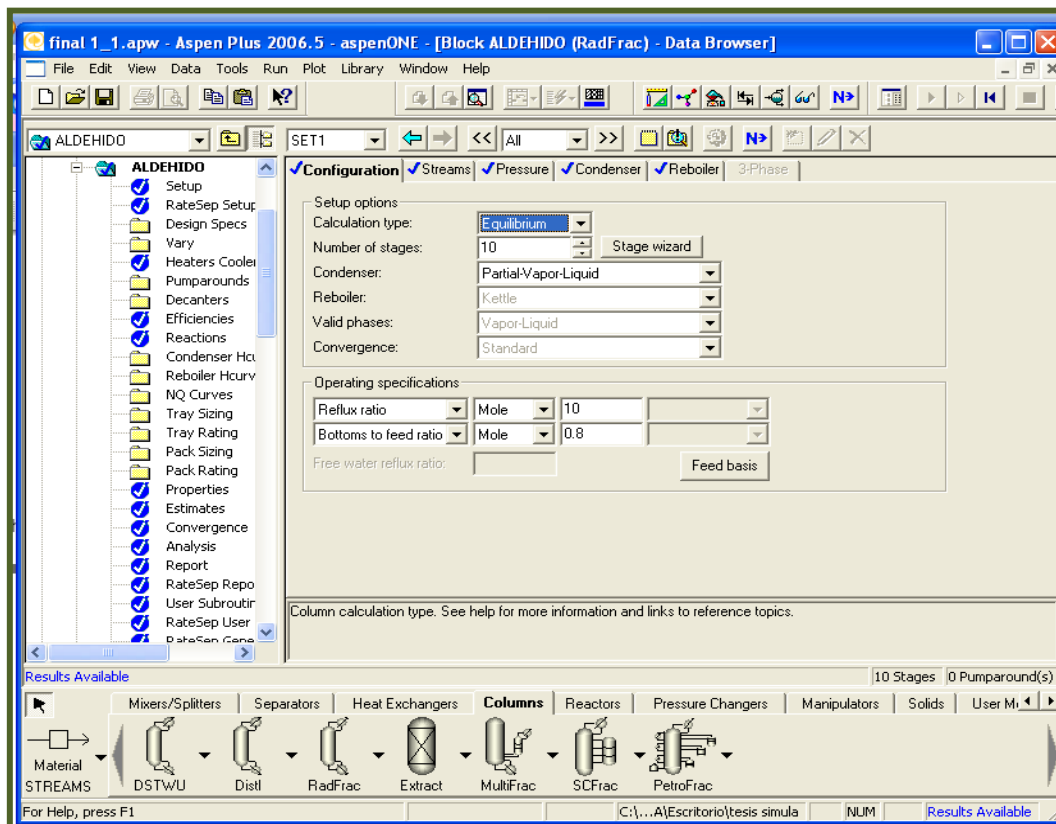 final 1_1.apw - Aspen Plus 2006.5 - aspenONE - [Block ALDEHIDO (RadFrac) - Data Browser]
File Edit View Data Tools Run Plot Library Window Help
N>
ALDEHIDO SET1 << All >> N>
ALDEHIDO
Setup
RateSep Setup
Design Specs
Vary
Heaters Cooler
Pumparounds
Decanters
Efficiencies
Reactions
Condenser Hcu
Reboiler Hcurv
NQ Curves
Tray Sizing
Tray Rating
Pack Sizing
Pack Rating
Properties
Estimates
Convergence
Analysis
Report
RateSep Repo
User Subroutin
RateSep User
RateSep Gene
Configuration Streams Pressure Condenser Reboiler 3-Phase
Setup options
Calculation type: Equilibrium
Number of stages: 10 Stage wizard
Condenser: Partial-Vapor-Liquid
Reboiler: Kettle
Valid phases: Vapor-Liquid
Convergence: Standard
Operating specifications
Reflux ratio Mole 10
Bottoms to feed ratio Mole 0.8
Free water reflux ratio: Feed basis
Column calculation type. See help for more information and links to reference topics.
Results Available 10 Stages 0 Pumparound(s)
Mixers/Splitters Separators Heat Exchangers Columns Reactors Pressure Changers Manipulators Solids User M
Material
STREAMS DSTWU Distl RadFrac Extract MultiFrac SCFrac PetroFrac
For Help, press F1 C:\...A\Escritorio\tesis simula NUM Results Available